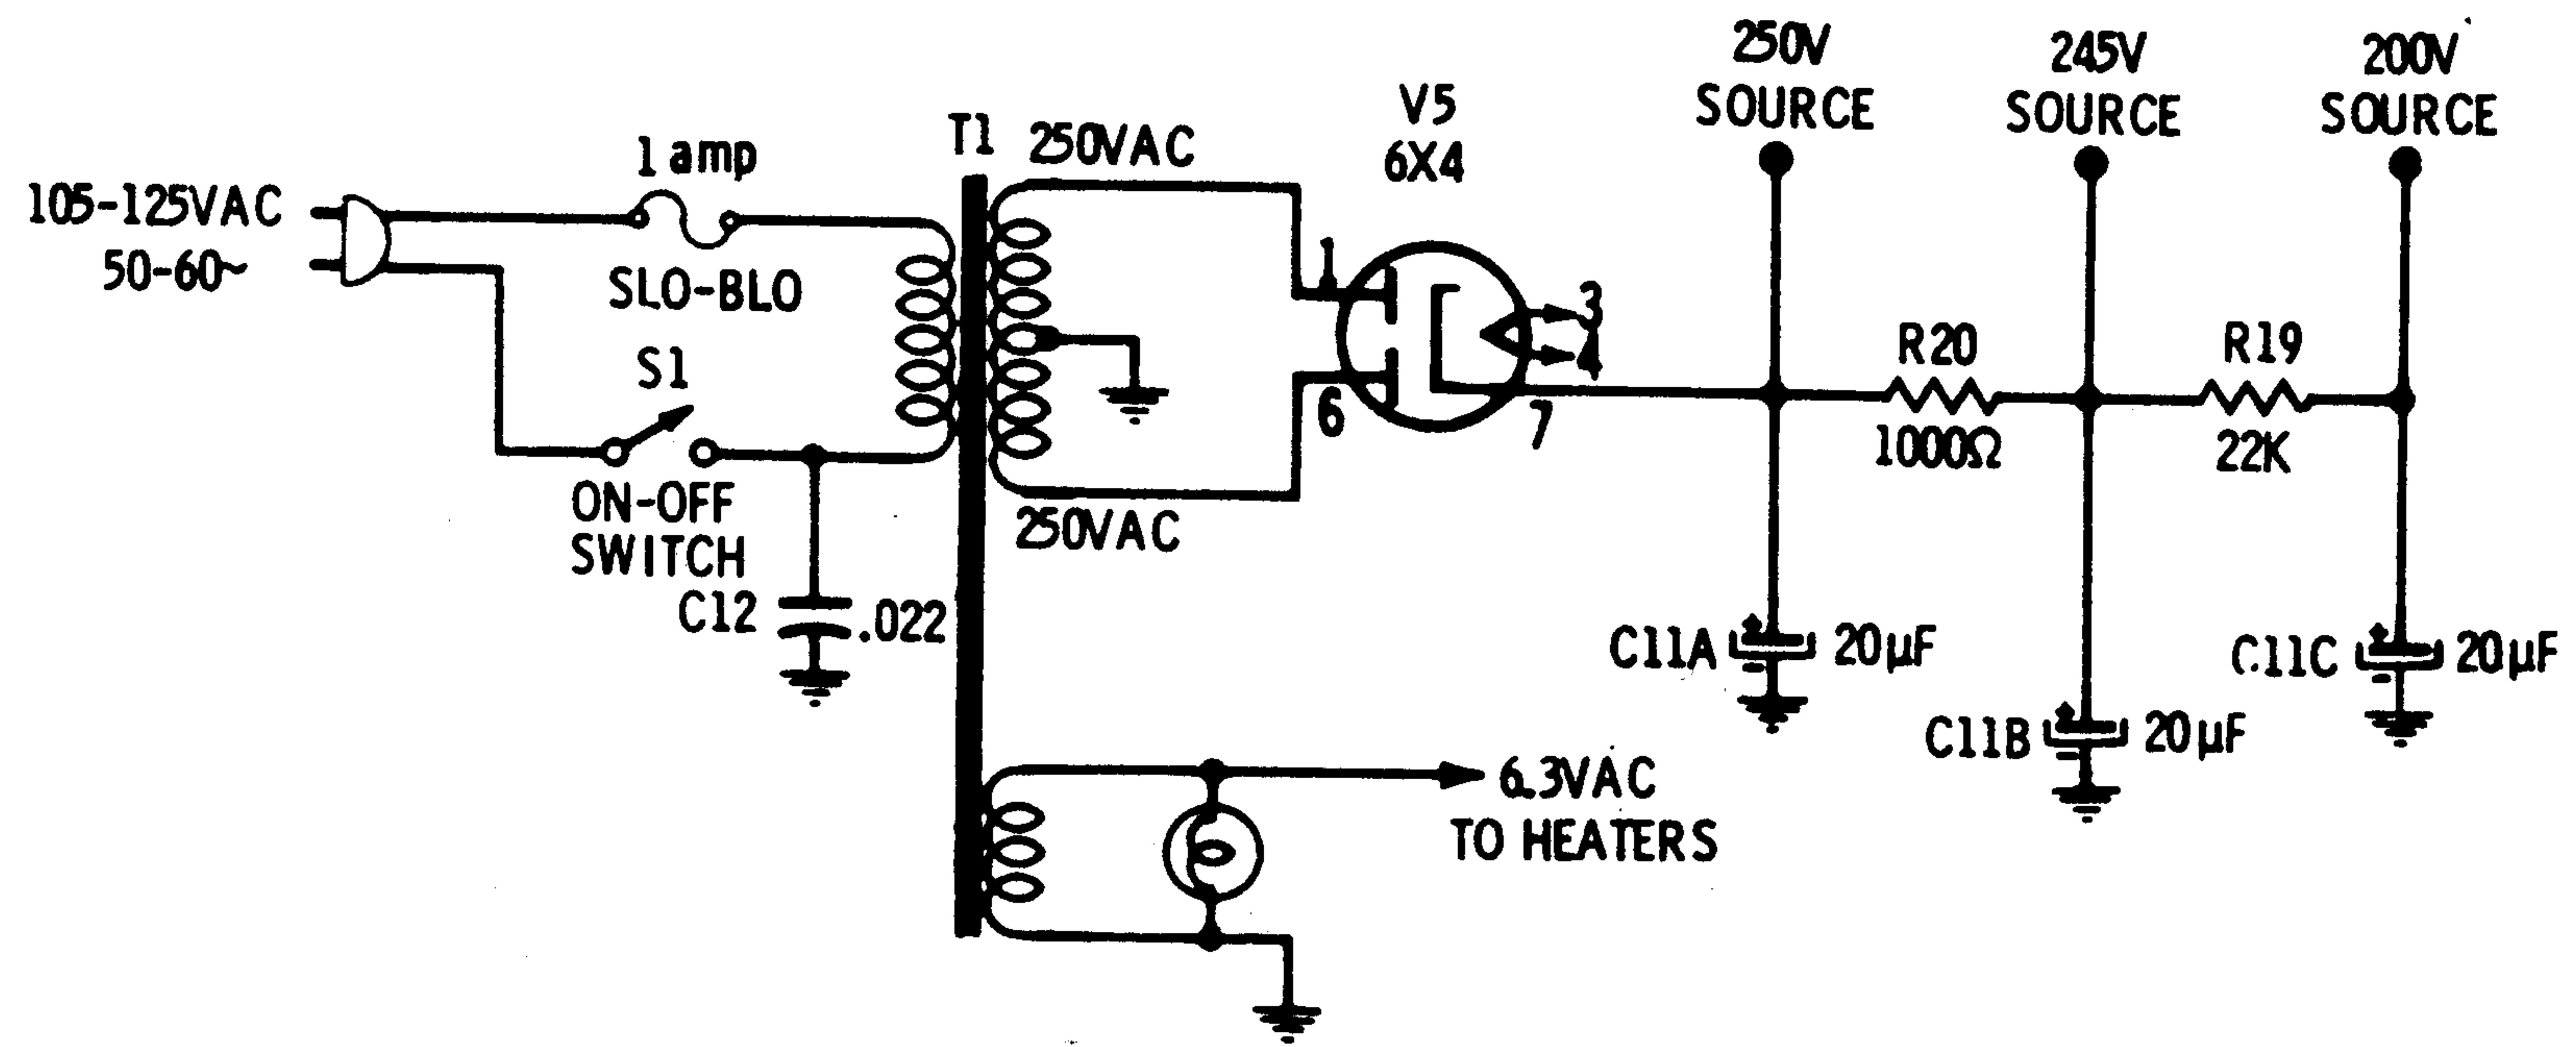 105-125VAC
50-60~
1 amp
SLO-BLO
S1
ON-OFF
SWITCH
C12
.022
T1
250VAC
250VAC
V5
6X4
1
6
3
4
7
250V
SOURCE
245V
SOURCE
200V
SOURCE
R20
1000Ω
R19
22K
C11A
20µF
C11B
20µF
C11C
20µF
6.3VAC
TO HEATERS